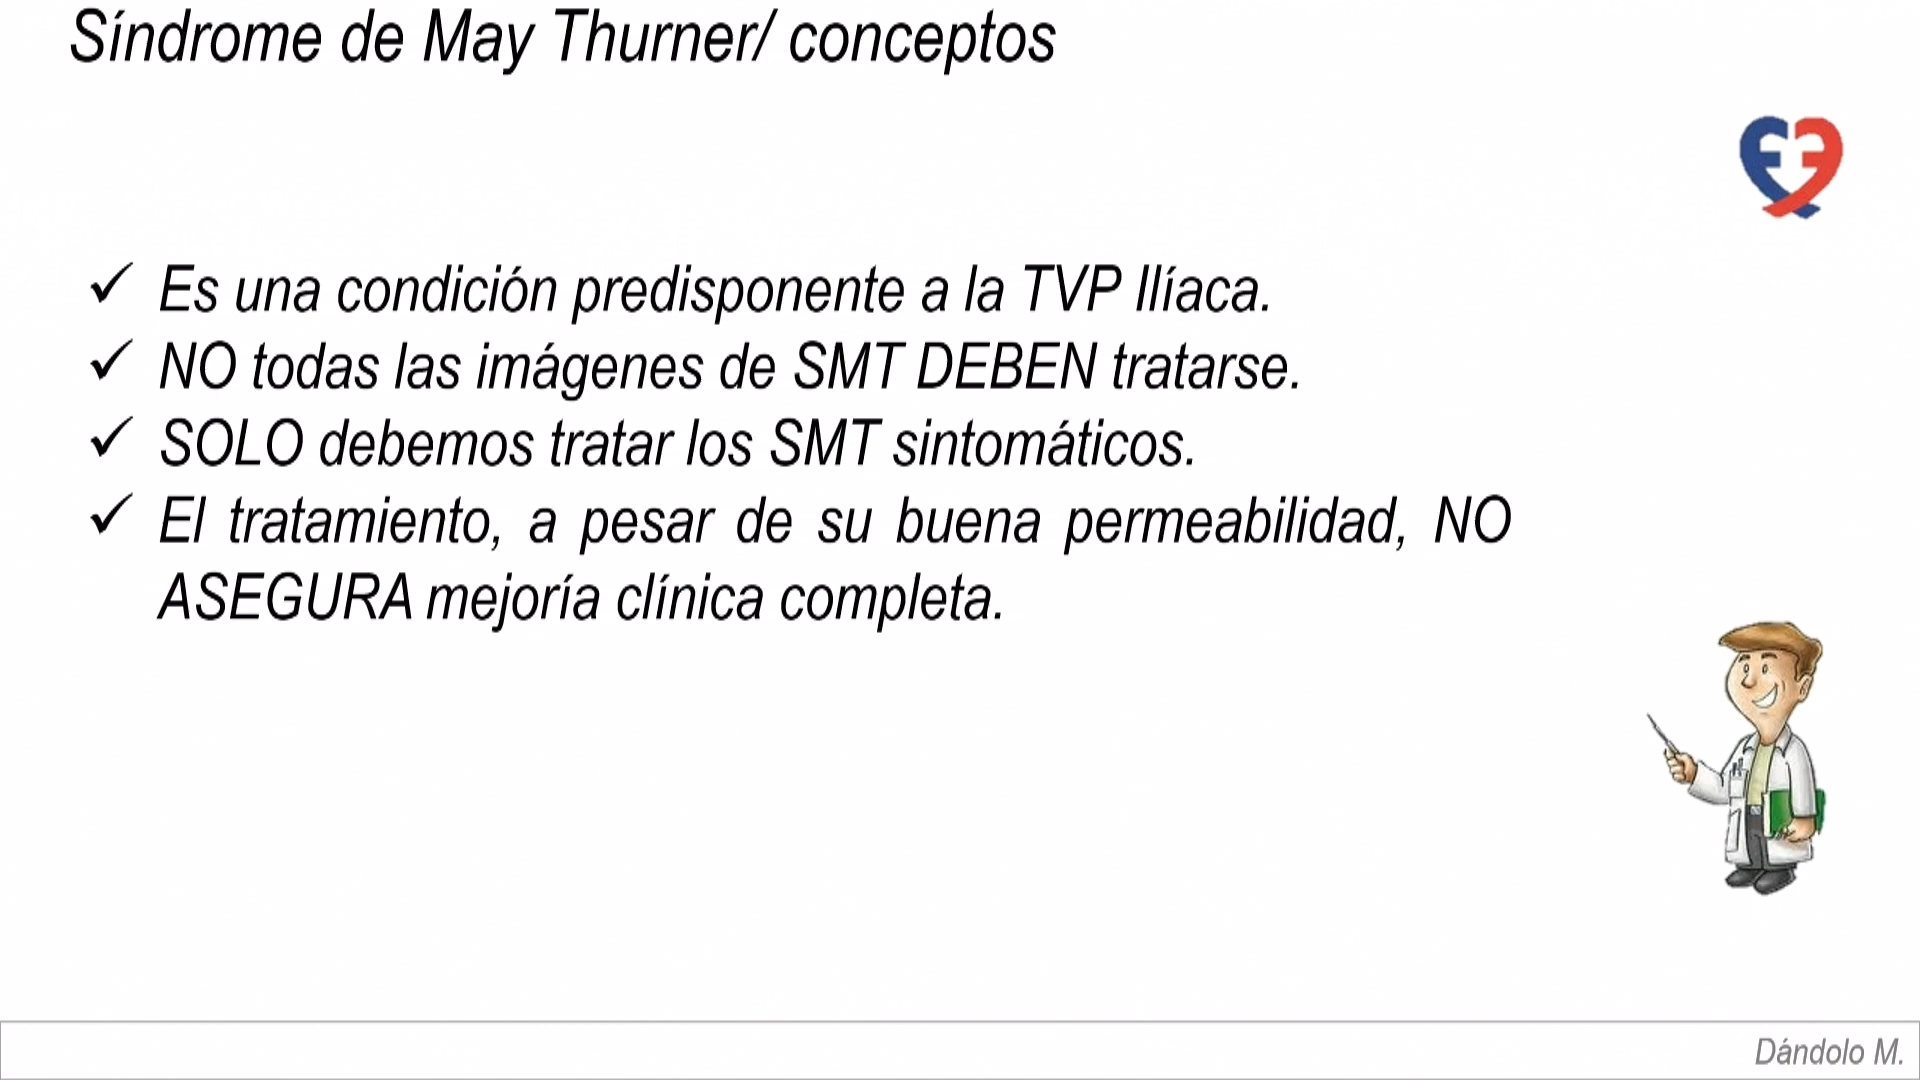 Síndrome de May Thurner/ conceptos
✓ Es una condición predisponente a la TVP Ilíaca.
✓ NO todas las imágenes de SMT DEBEN tratarse.
✓ SOLO debemos tratar los SMT sintomáticos.
✓ El tratamiento, a pesar de su buena permeabilidad, NO
ASEGURA mejoría clínica completa.
Dándolo M.